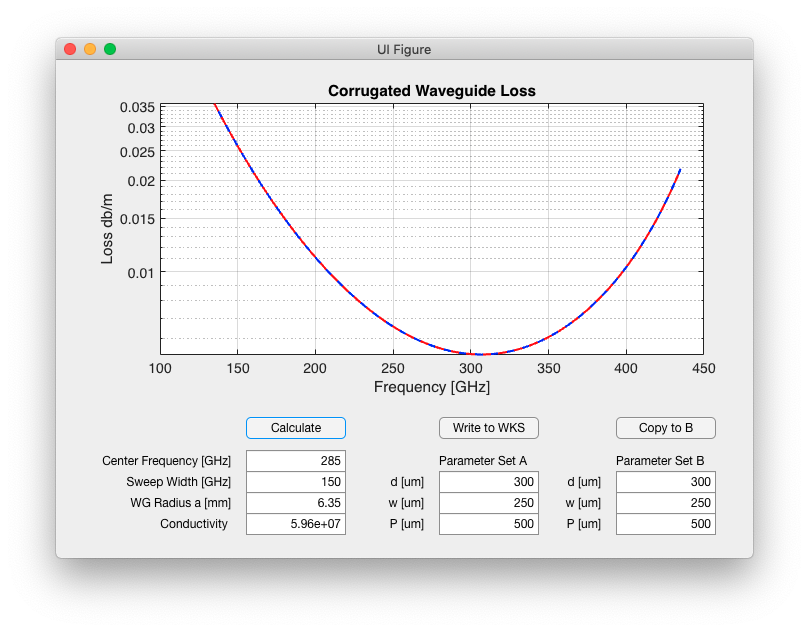 UI Figure
Corrugated Waveguide Loss
0.035
0.03
0.025
0.02
0.015
0.01
Loss db/m
100 150 200 250 300 350 400 450
Frequency [GHz]
Calculate Write to WKS Copy to B
Center Frequency [GHz] 285 Parameter Set A Parameter Set B
Sweep Width [GHz] 150 d [um] 300 d [um] 300
WG Radius a [mm] 6.35 w [um] 250 w [um] 250
Conductivity 5.96e+07 P [um] 500 P [um] 500